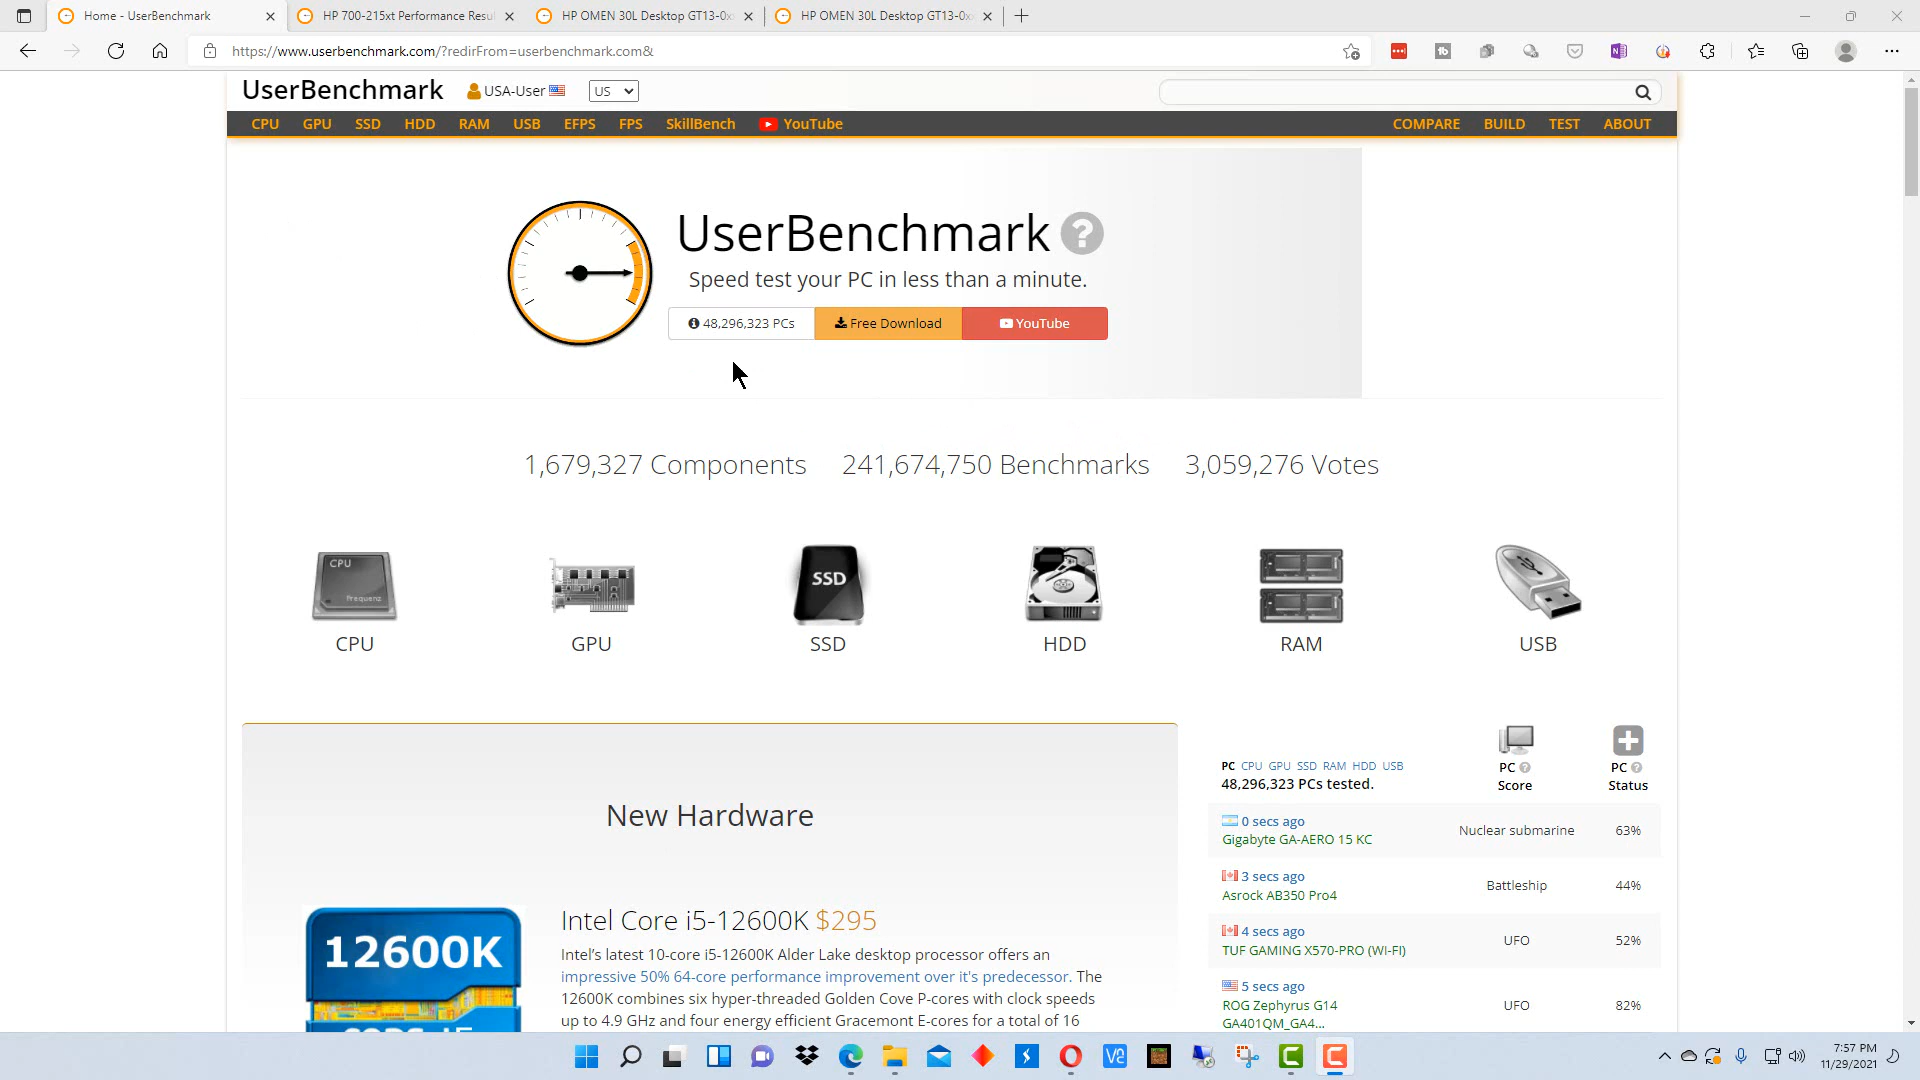 Home - UserBenchmark
HP 700-215xt Performance Resu
HP OMEN 30L Desktop GT13-0x
HP OMEN 30L Desktop GT13-0x
https://www.userbenchmark.com/?redirFrom=userbenchmark.com&
UserBenchmark
USA-User
US
CPU GPU SSD HDD RAM USB EFPS FPS SkillBench YouTube
COMPARE BUILD TEST ABOUT
UserBenchmark ?
Speed test your PC in less than a minute.
48,296,323 PCs
Free Download
YouTube
1,679,327 Components 241,674,750 Benchmarks 3,059,276 Votes
CPU
Frequenz
SSD
CPU GPU SSD HDD RAM USB
New Hardware
12600K
CORE i5
Intel Core i5-12600K $295
Intel’s latest 10-core i5-12600K Alder Lake desktop processor offers an
impressive 50% 64-core performance improvement over it's predecessor. The
12600K combines six hyper-threaded Golden Cove P-cores with clock speeds
up to 4.9 GHz and four energy efficient Gracemont E-cores for a total of 16
PC CPU GPU SSD RAM HDD USB
48,296,323 PCs tested.
PC ?
Score
PC ?
Status
0 secs ago
Gigabyte GA-AERO 15 KC
Nuclear submarine
63%
3 secs ago
Asrock AB350 Pro4
Battleship
44%
4 secs ago
TUF GAMING X570-PRO (WI-FI)
UFO
52%
5 secs ago
ROG Zephyrus G14
GA401QM_GA4...
UFO
82%
7:57 PM
11/29/2021